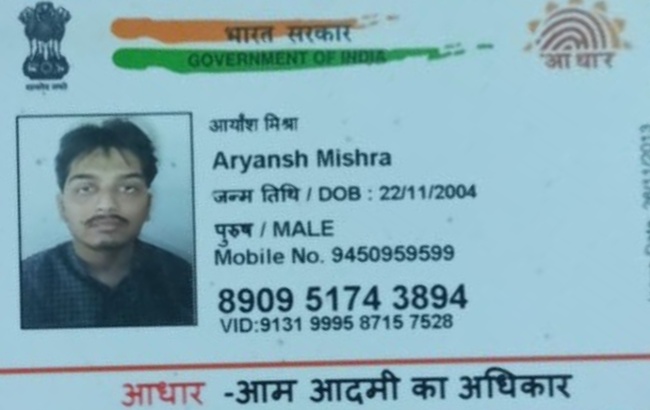 भारत सरकार
GOVERNMENT OF INDIA
आधार
आर्यांश मिश्रा
Aryansh Mishra
जन्म तिथि / DOB : 22/11/2004
पुरुष / MALE
Mobile No. 9450959599
8909 5174 3894
VID:9131 9995 8715 7528
आधार -आम आदमी का अधिकार